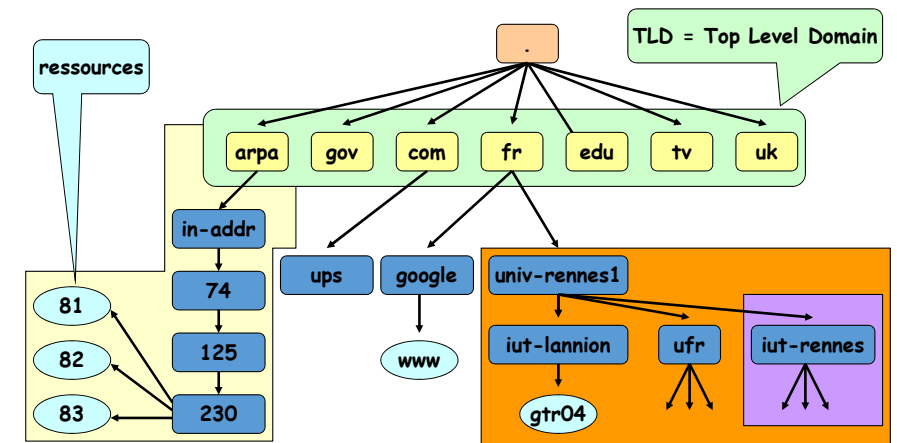 TLD = Top Level Domain
.
ressources
arpa
gov
com
fr
edu
tv
uk
in-addr
ups
google
univ-rennes1
74
81
125
iut-lannion
ufr
iut-rennes
82
www
230
83
gtr04